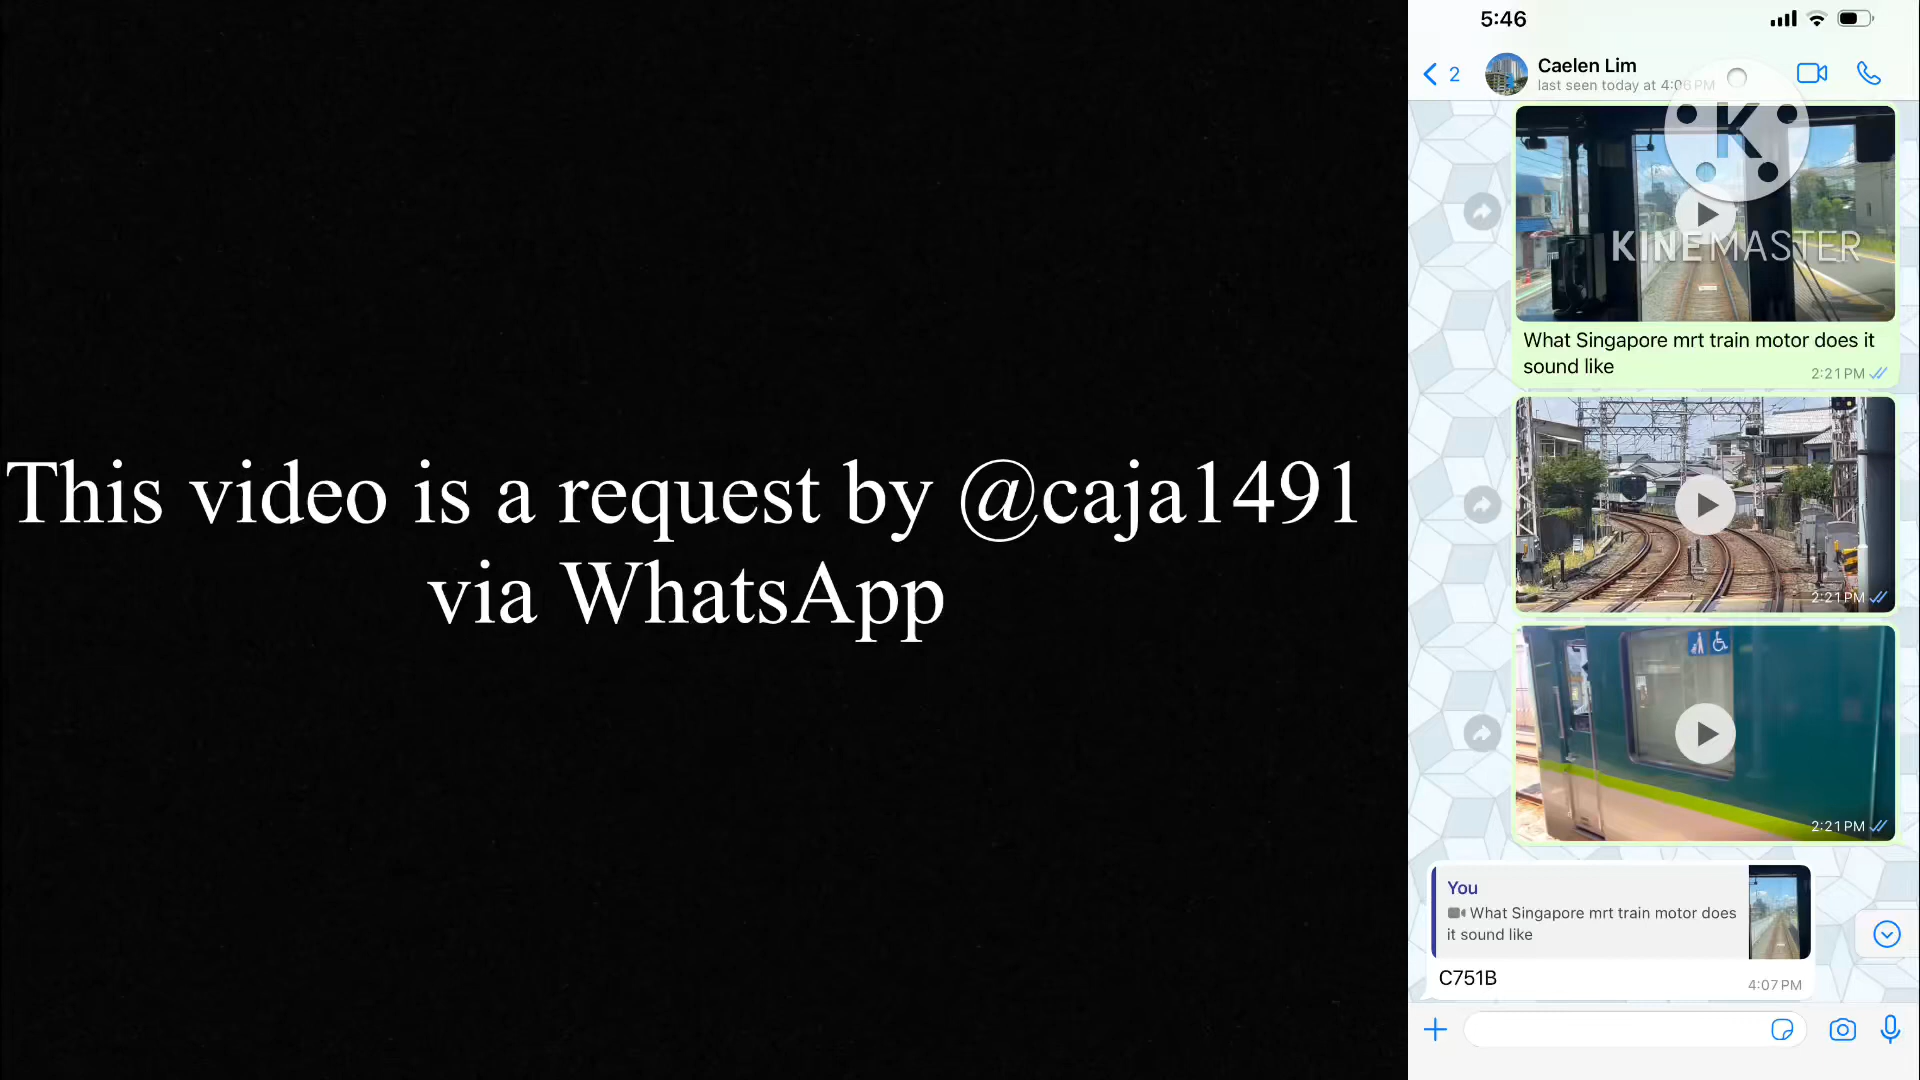 This video is a request by @caja1491
via WhatsApp
5:46
2
Caelen Lim
last seen today at 4:06 PM
K
KINEMASTER
What Singapore mrt train motor does it
sound like
2:21 PM
2:21 PM
2:21 PM
You
What Singapore mrt train motor does
it sound like
C751B
4:07 PM